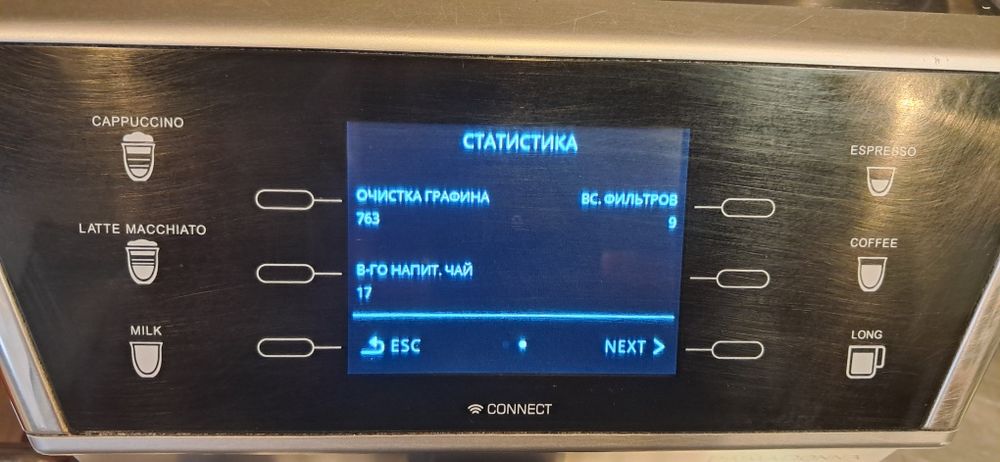 CAPPUCCINO
LATTE MACCHIATO
MILK
СТАТИСТИКА
ОЧИСТКА ГРАФИНА
763
ВС. ФИЛЬТРОВ
9
В-ГО НАПИТ. ЧАЙ
17
ESC
NEXT >
CONNECT
ESPRESSO
COFFEE
LONG